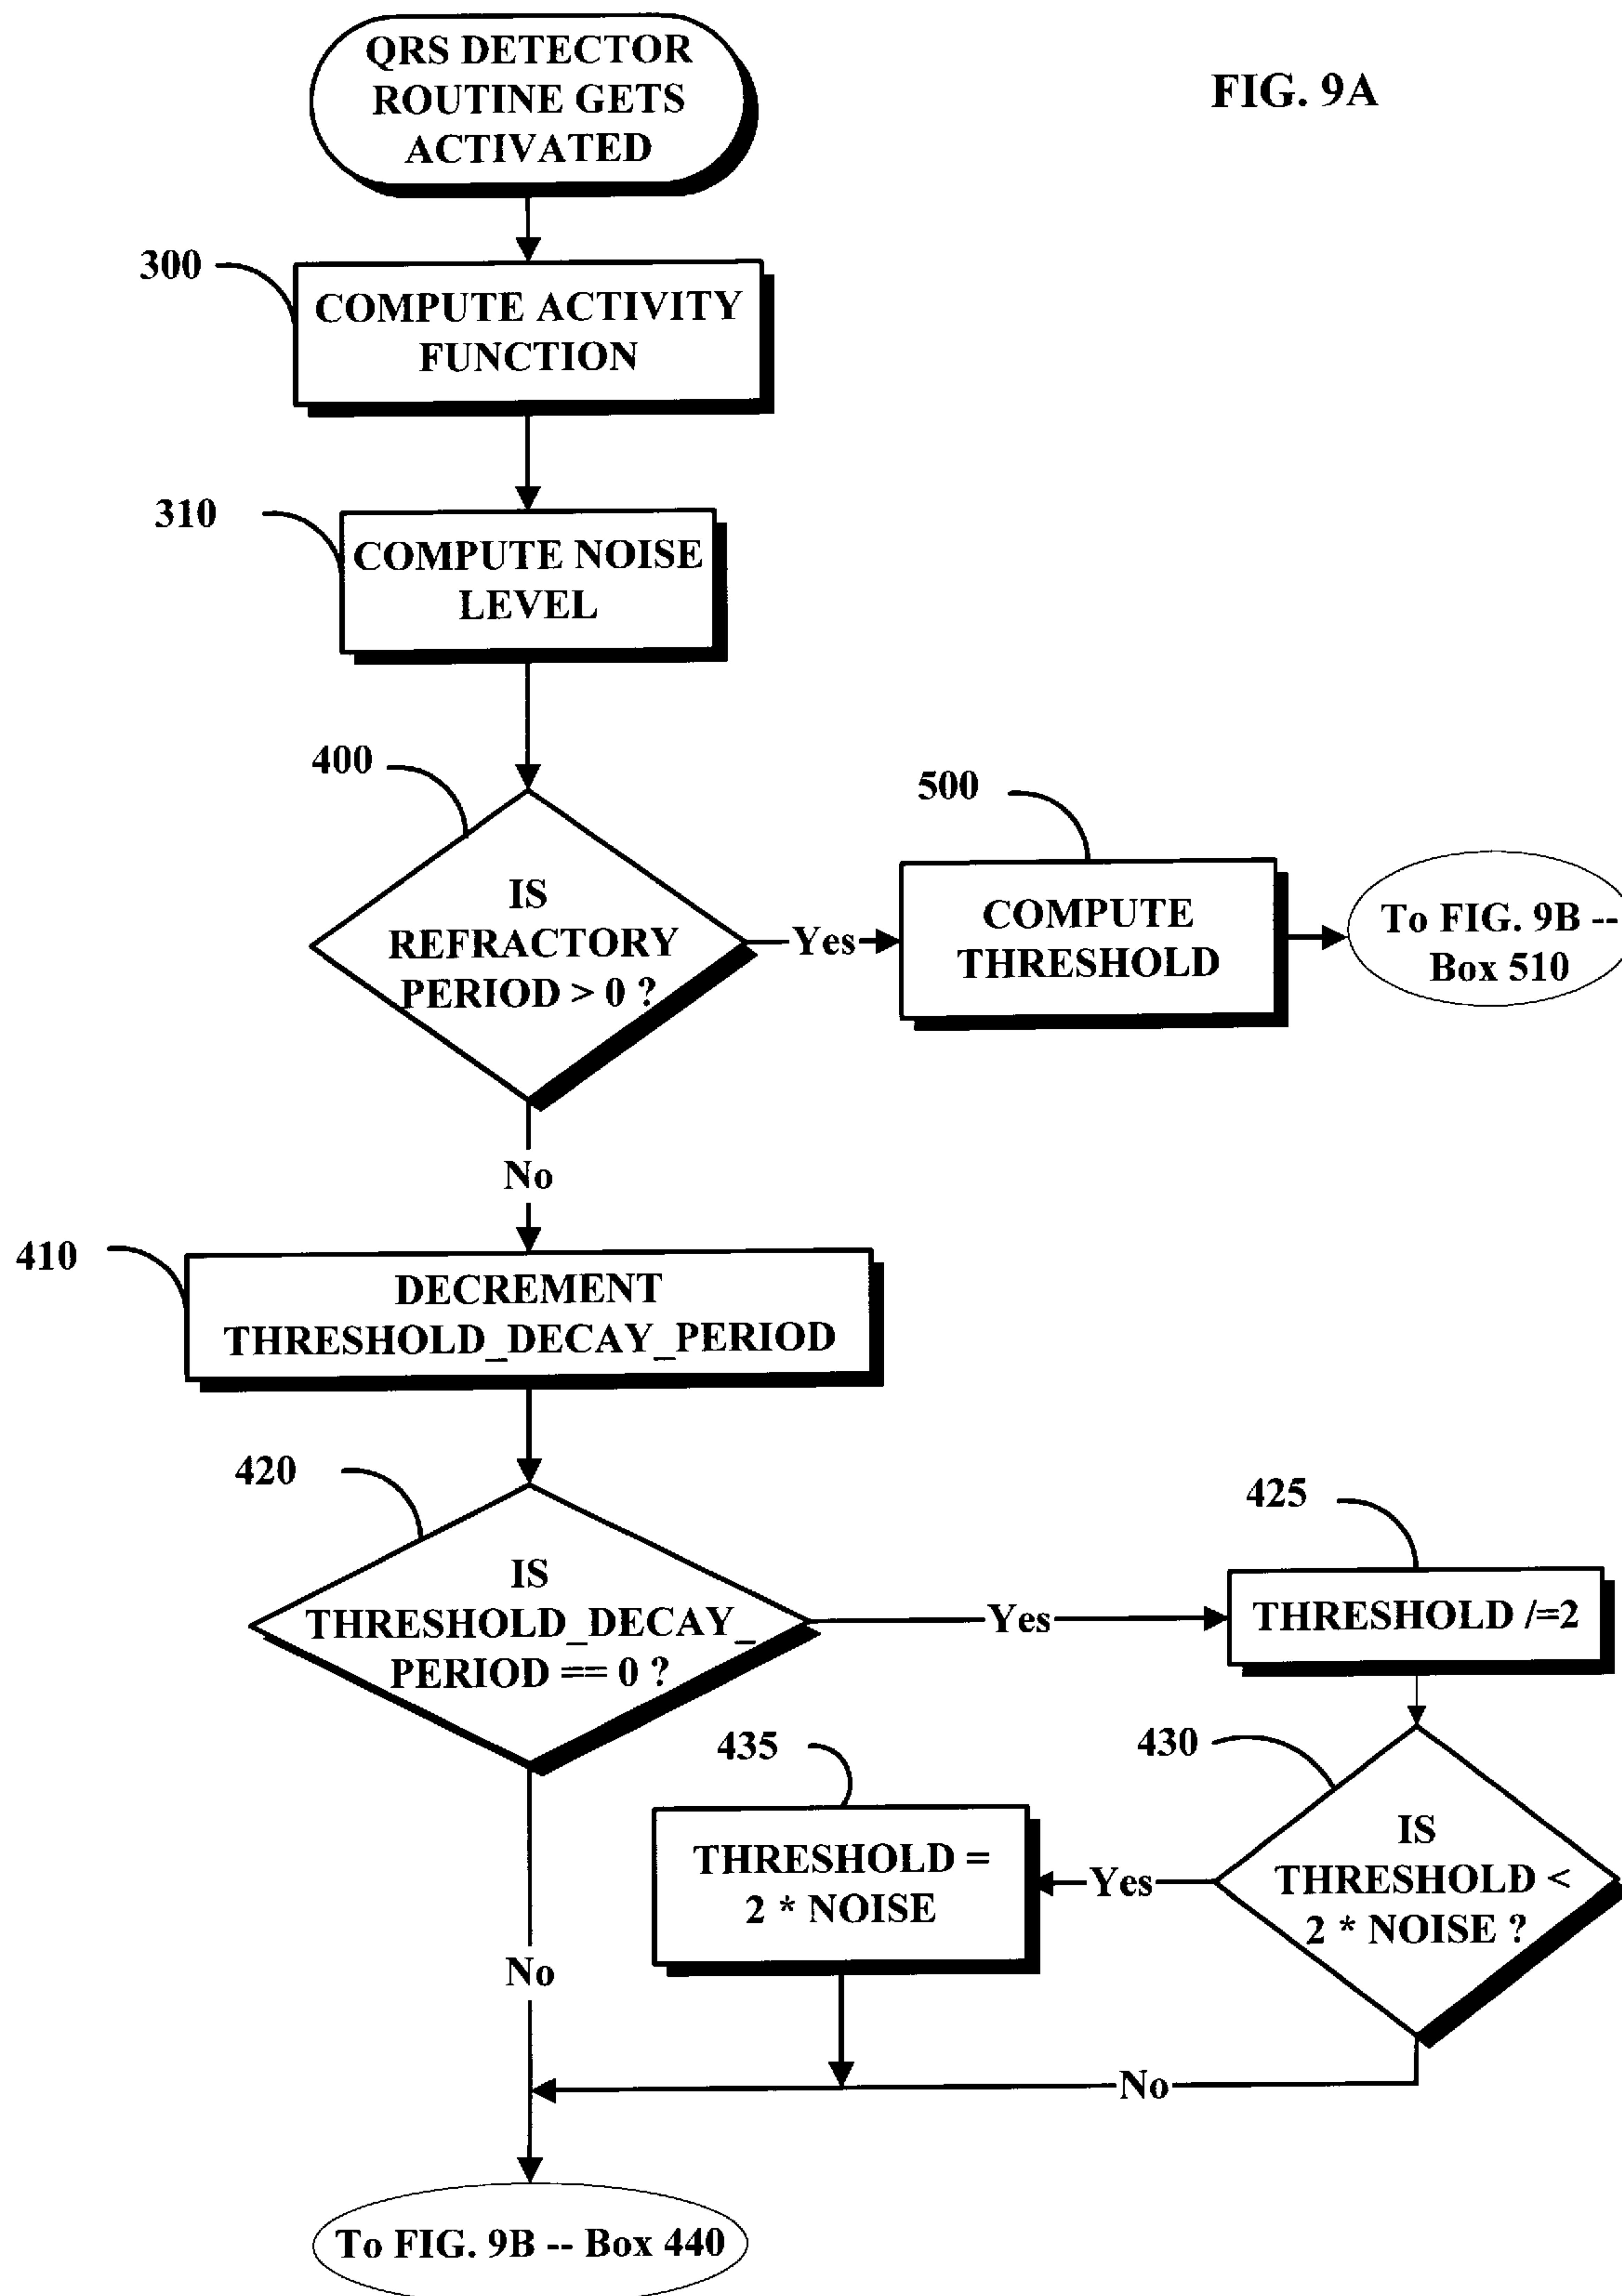 QRS DETECTOR
ROUTINE GETS
ACTIVATED
FIG. 9A
300
COMPUTE ACTIVITY
FUNCTION
310
COMPUTE NOISE
LEVEL
400
IS
REFRACTORY
PERIOD > 0 ?
Yes
500
COMPUTE
THRESHOLD
To FIG. 9B --
Box 510
No
410
DECREMENT
THRESHOLD_DECAY_PERIOD
420
IS
THRESHOLD_DECAY_
PERIOD == 0 ?
Yes
425
THRESHOLD /=2
430
IS
THRESHOLD <
2 * NOISE ?
Yes
435
THRESHOLD =
2 * NOISE
No
No
To FIG. 9B -- Box 440